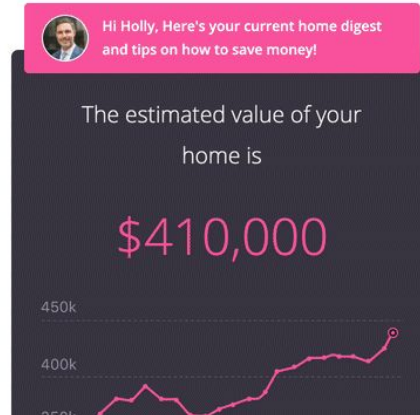 Hi Holly, Here's your current home digest
and tips on how to save money!
The estimated value of your
home is
$410,000
450k
400k